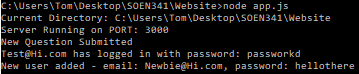 C:\Users\Tom\Desktop\SOEN341\Website>node app.js
Current Directory: C:\Users\Tom\Desktop\SOEN341\Website
Server Running on PORT: 3000
New Question Submitted
Test@Hi.com has logged in with password: passworkd
New user added - email: Newbie@Hi.com, password: hellothere